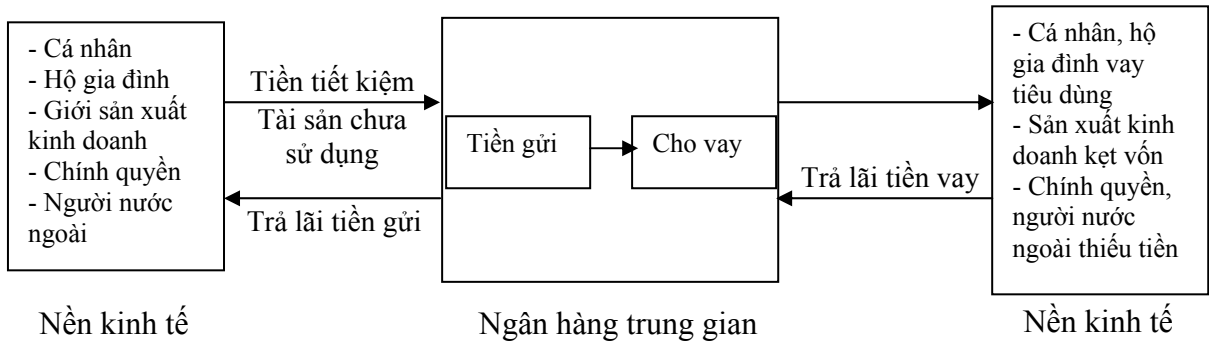 - Cá nhân
- Hộ gia đình
- Giới sản xuất
kinh doanh
- Chính quyền
- Người nước
ngoài
Tiền tiết kiệm
Tài sản chưa
sử dụng
Trả lãi tiền gửi
Tiền gửi
Cho vay
Trả lãi tiền vay
- Cá nhân, hộ
gia đình vay
tiêu dùng
- Sản xuất kinh
doanh kẹt vốn
- Chính quyền,
người nước
ngoài thiếu tiền
Nền kinh tế
Ngân hàng trung gian
Nền kinh tế